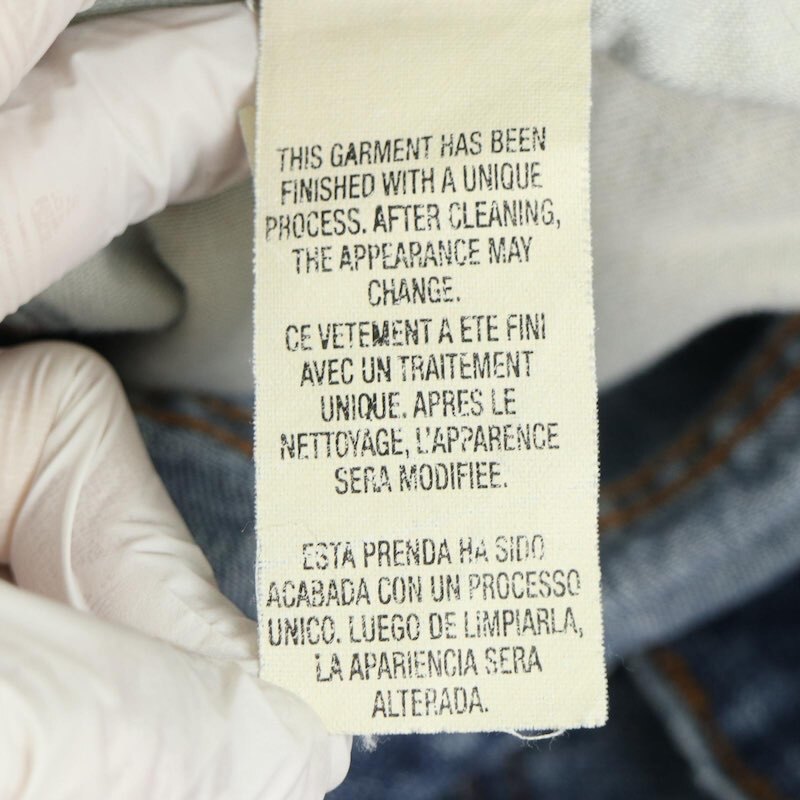 THIS GARMENT HAS BEEN
FINISHED WITH A UNIQUE
PROCESS. AFTER CLEANING,
THE APPEARANCE MAY
CHANGE.
CE VETEMENT A ETE FINI
AVEC UN TRAITEMENT
UNIQUE. APRES LE
NETTOYAGE, L'APPARENCE
SERA MODIFIEE.
ESTA PRENDA HA SIDO
ACABADA CON UN PROCESSO
UNICO. LUEGO DE LIMPIARLA,
LA APARIENCIA SERA
ALTERADA.